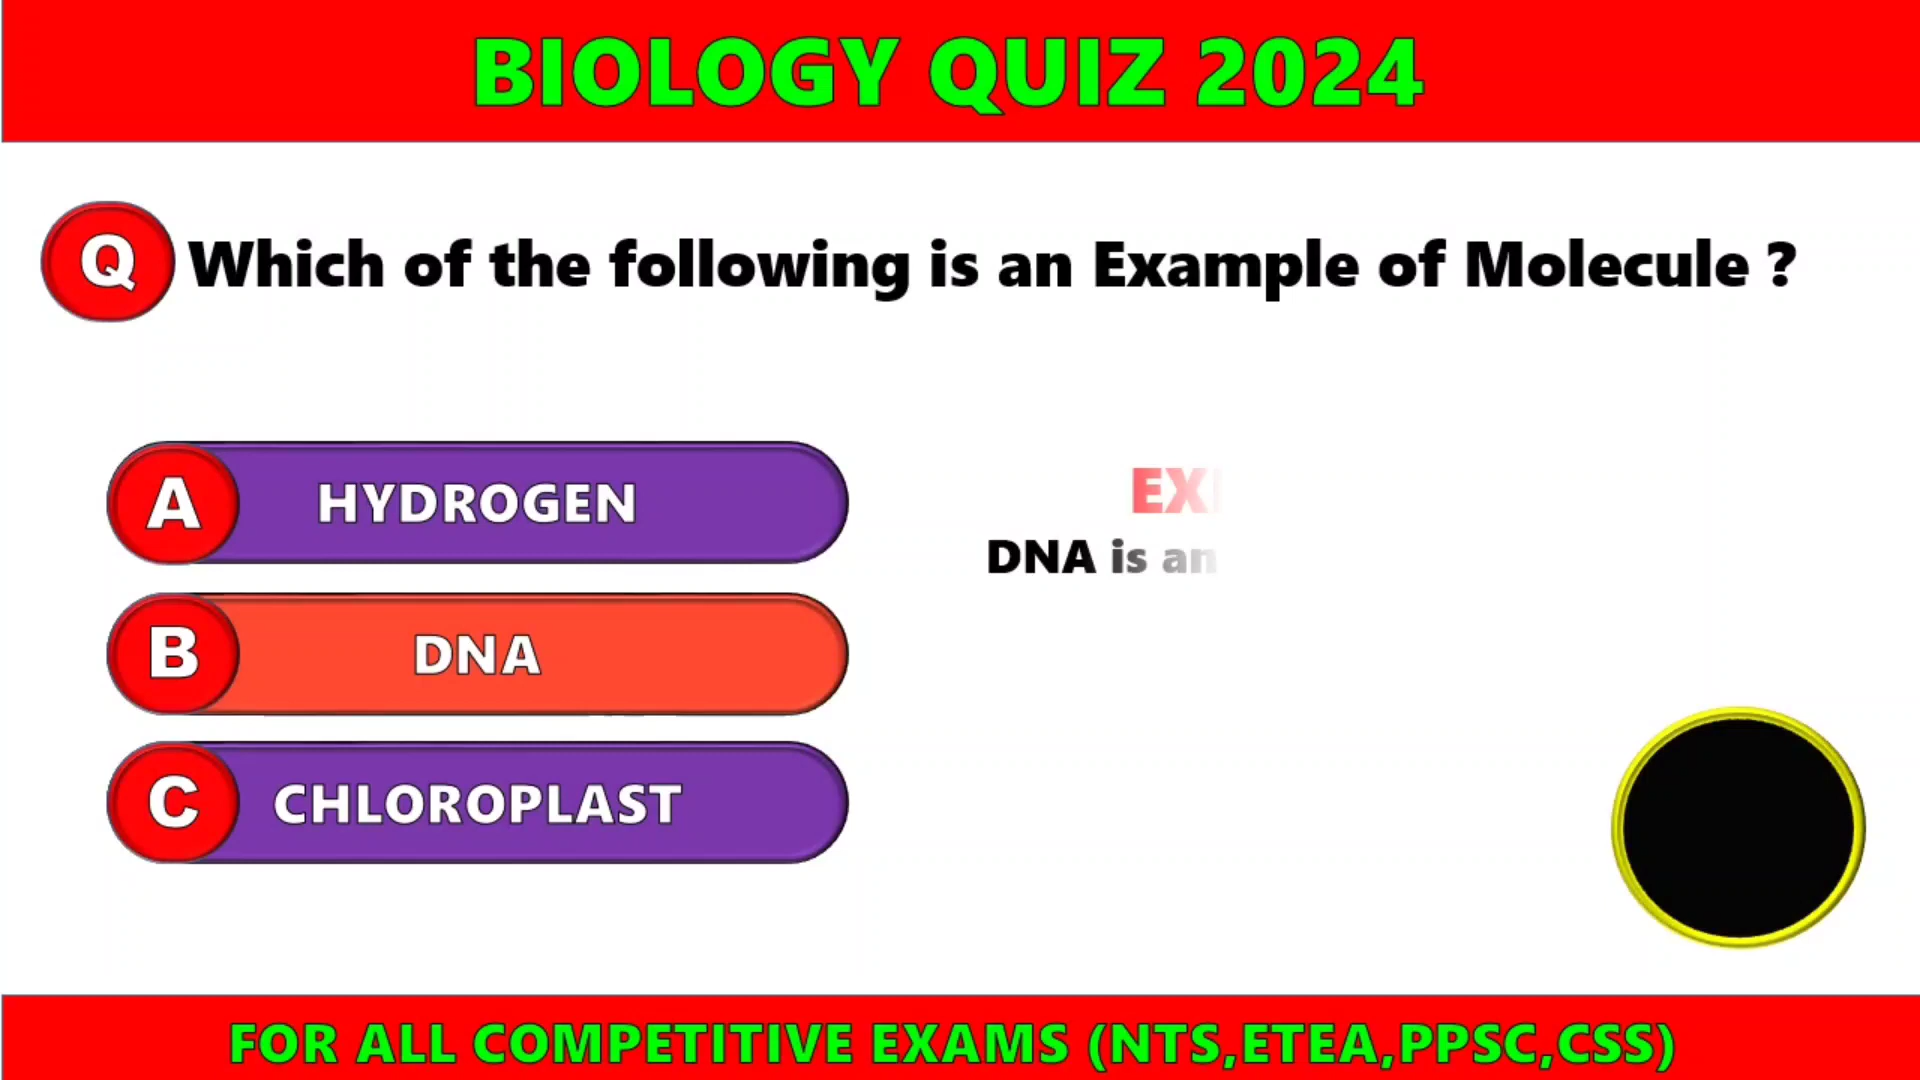 BIOLOGY QUIZ 2024
Q Which of the following is an Example of Molecule ?
A HYDROGEN
EX
DNA is an
B DNA
C CHLOROPLAST
FOR ALL COMPETITIVE EXAMS (NTS,ETEA,PPSC,CSS)